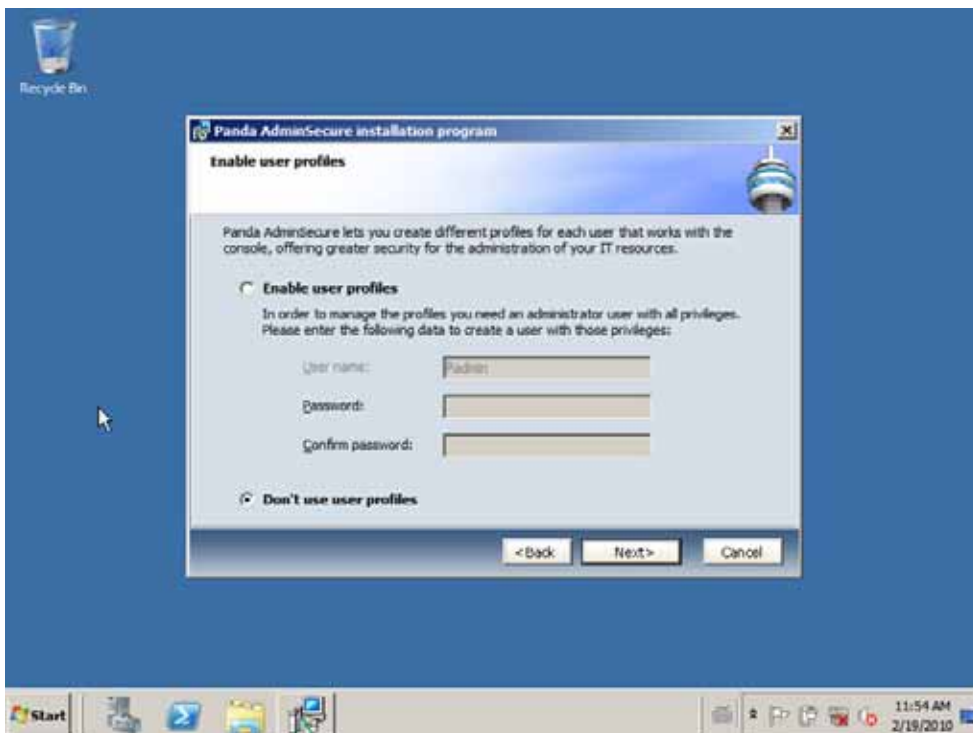 Recycle Bin
Panda AdminSecure installation program
Enable user profiles
Panda AdminSecure lets you create different profiles for each user that works with the
console, offering greater security for the administration of your IT resources.
Enable user profiles
In order to manage the profiles you need an administrator user with all privileges.
Please enter the following data to create a user with those privileges:
User name:
Padmin
Password:
Confirm password:
Don't use user profiles
<Back
Next>
Cancel
Start
11:54 AM
2/19/2010